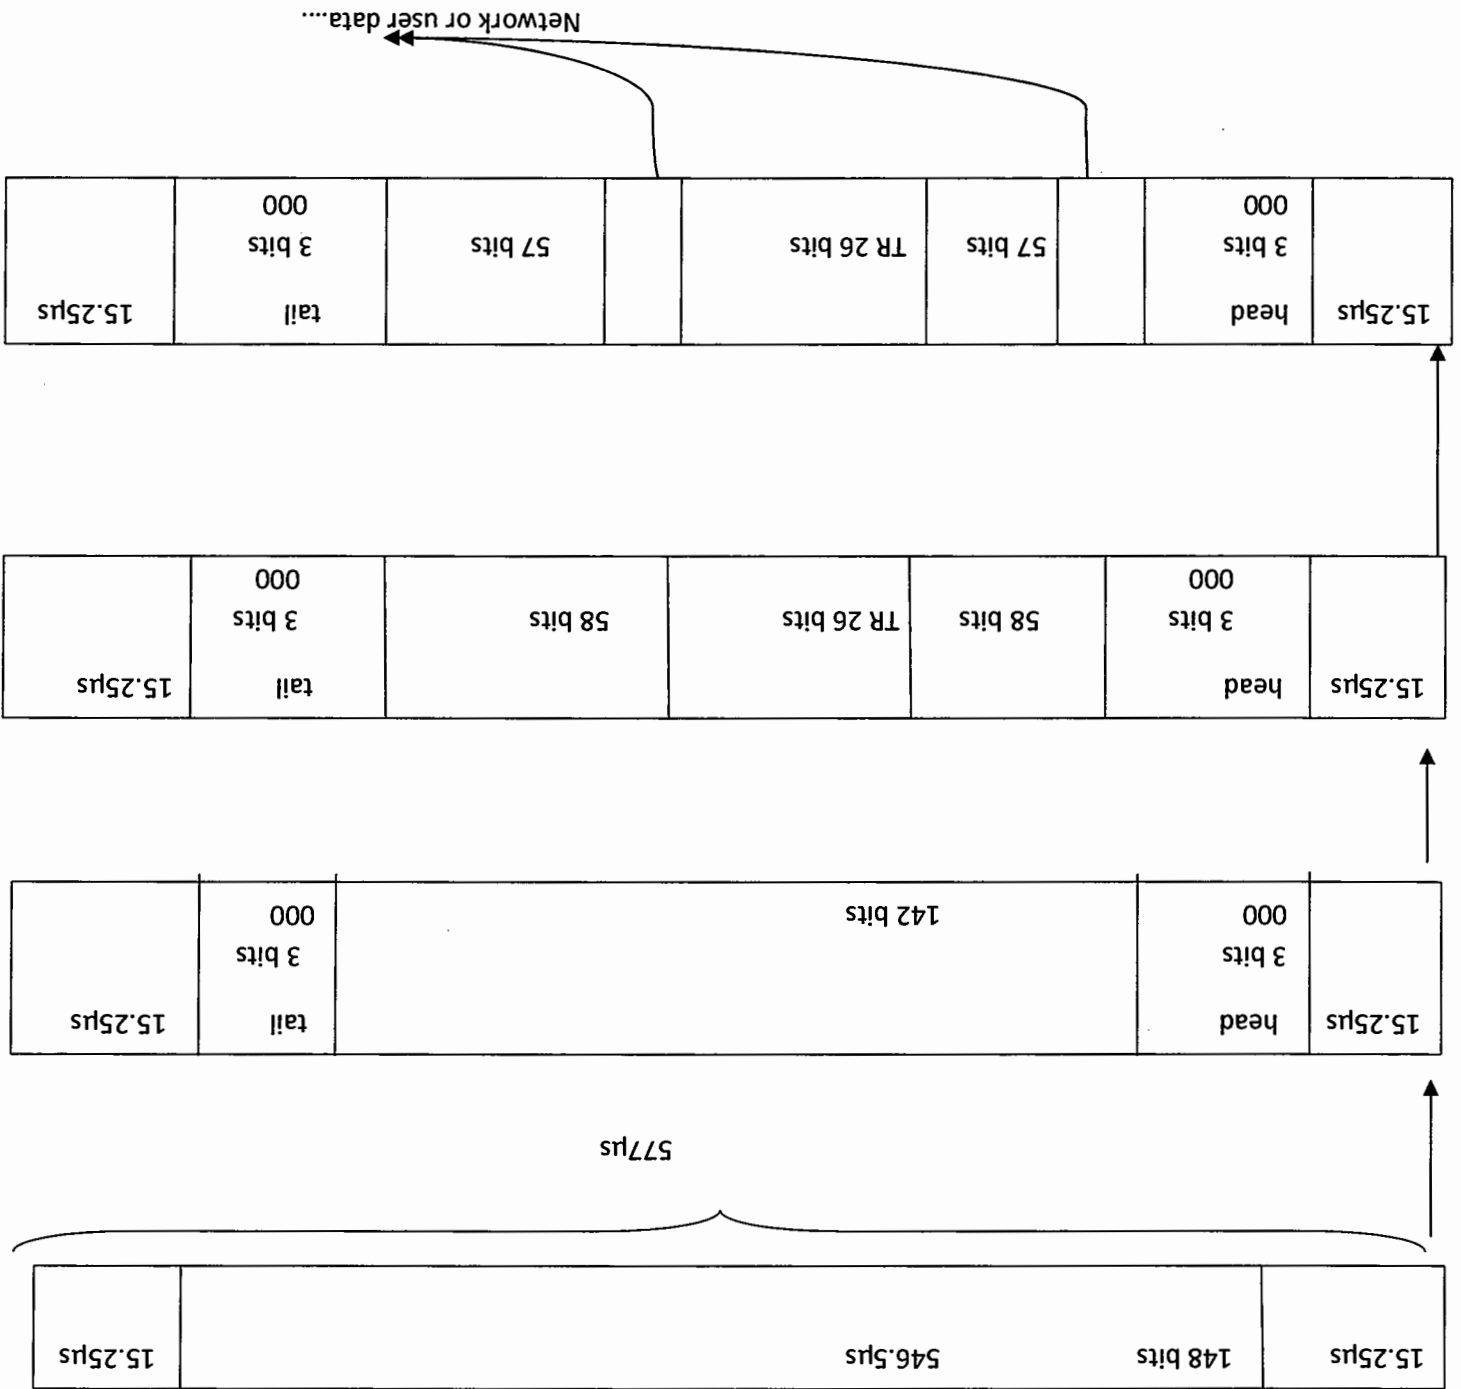 15.25µs 148 bits 546.5µs 15.25µs
577µs
15.25µs head tail 15.25µs
3 bits 3 bits
000 142 bits 000
15.25µs head tail 15.25µs
3 bits 58 bits TR 26 bits 58 bits 3 bits
000 000
15.25µs head tail 15.25µs
3 bits 57 bits TR 26 bits 57 bits 3 bits
000 000
Network or user data....